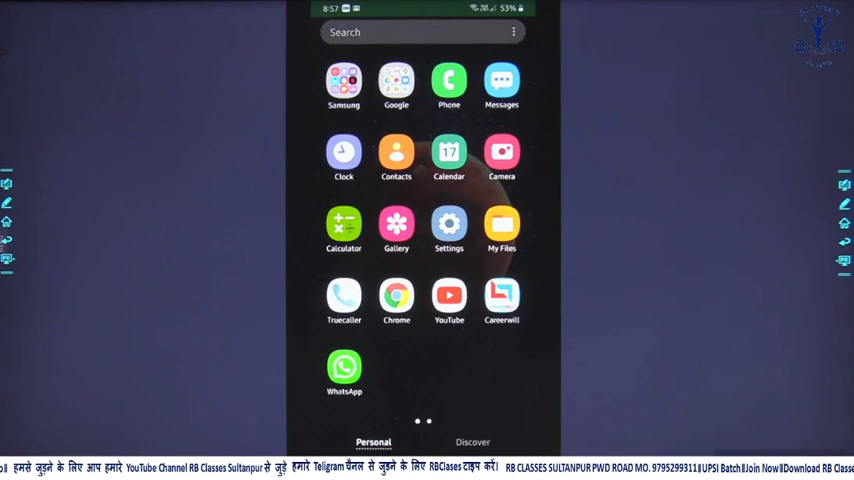 8:57
53%
Search
Samsung Google Phone Messages
17
Clock Contacts Calendar Camera
Calculator Gallery Settings My Files
Truecaller Chrome YouTube Careerwill
WhatsApp
Personal Discover
हमसे जुड़ने के लिए आप हमारे YouTube Channel RB Classes Sultanpur से जुड़े हमारे Teligram चैनल से जुड़ने के लिए RBClases टाइप करें। RB CLASSES SULTANPUR PWD ROAD MO. 9795299311॥UPSI Batch॥Join Now॥Download RB Classe